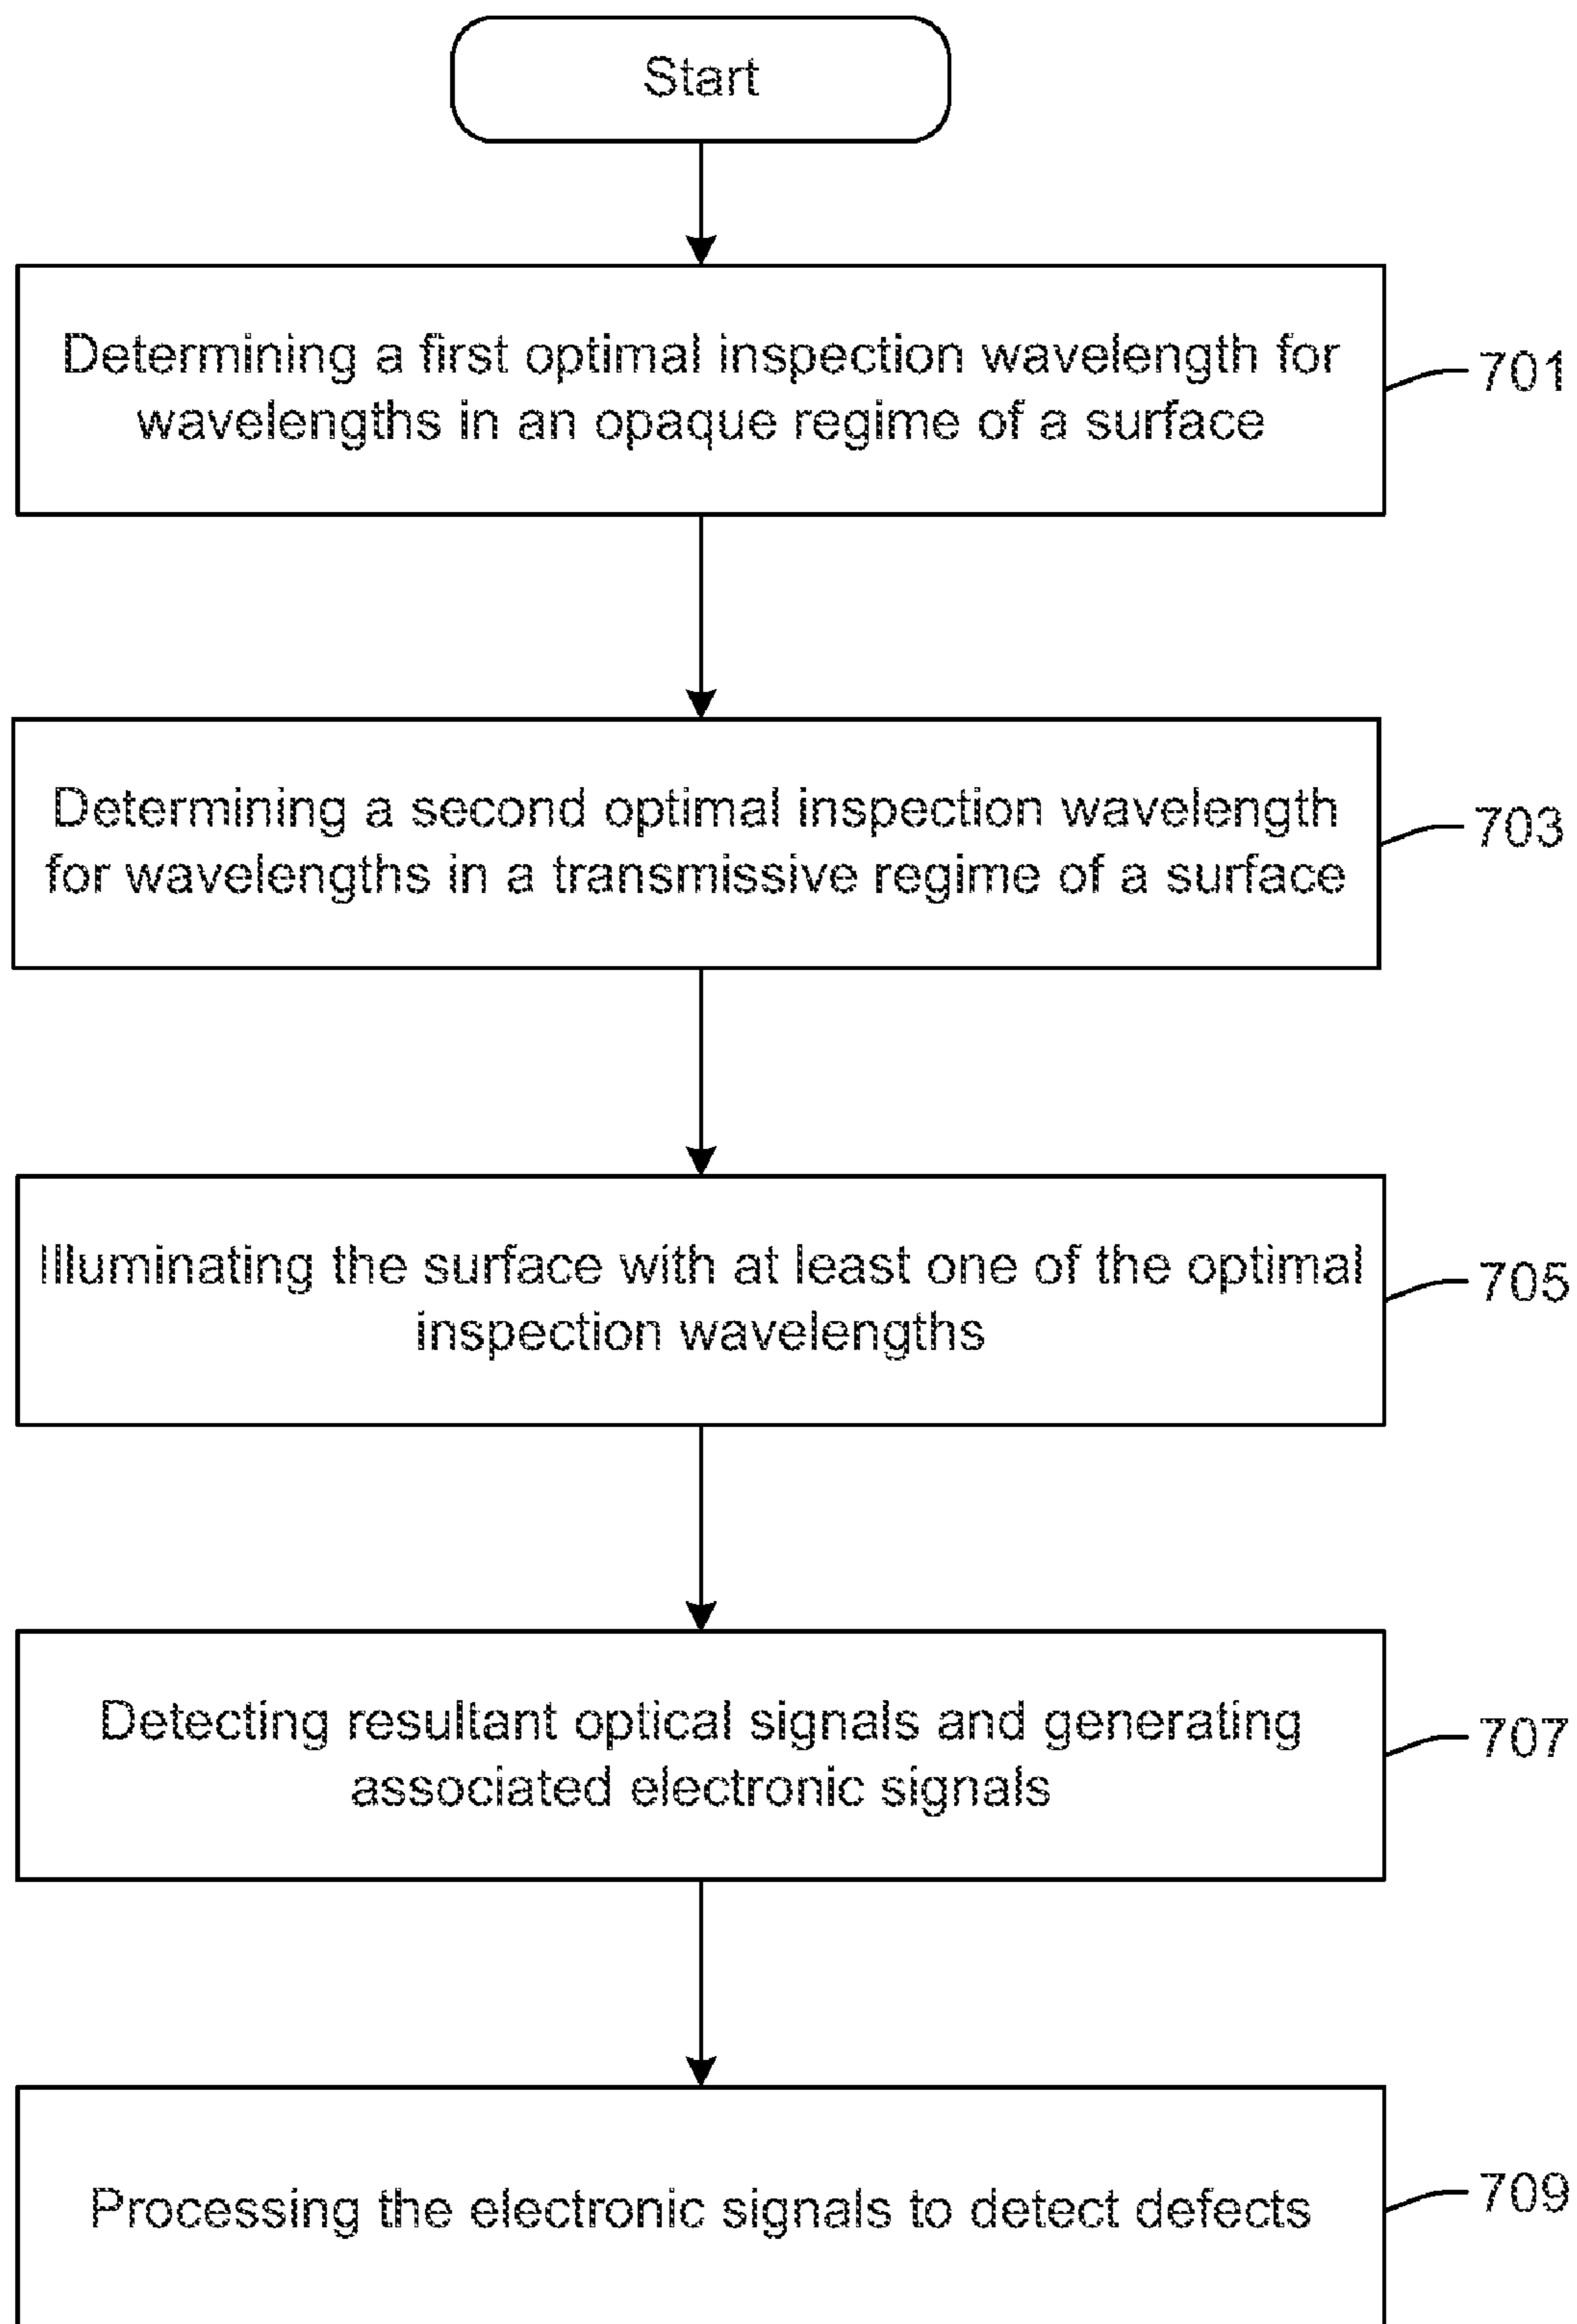 Start
Determining a first optimal inspection wavelength for
wavelengths in an opaque regime of a surface
701
Determining a second optimal inspection wavelength
for wavelengths in a transmissive regime of a surface
703
Illuminating the surface with at least one of the optimal
inspection wavelengths
705
Detecting resultant optical signals and generating
associated electronic signals
707
Processing the electronic signals to detect defects
709